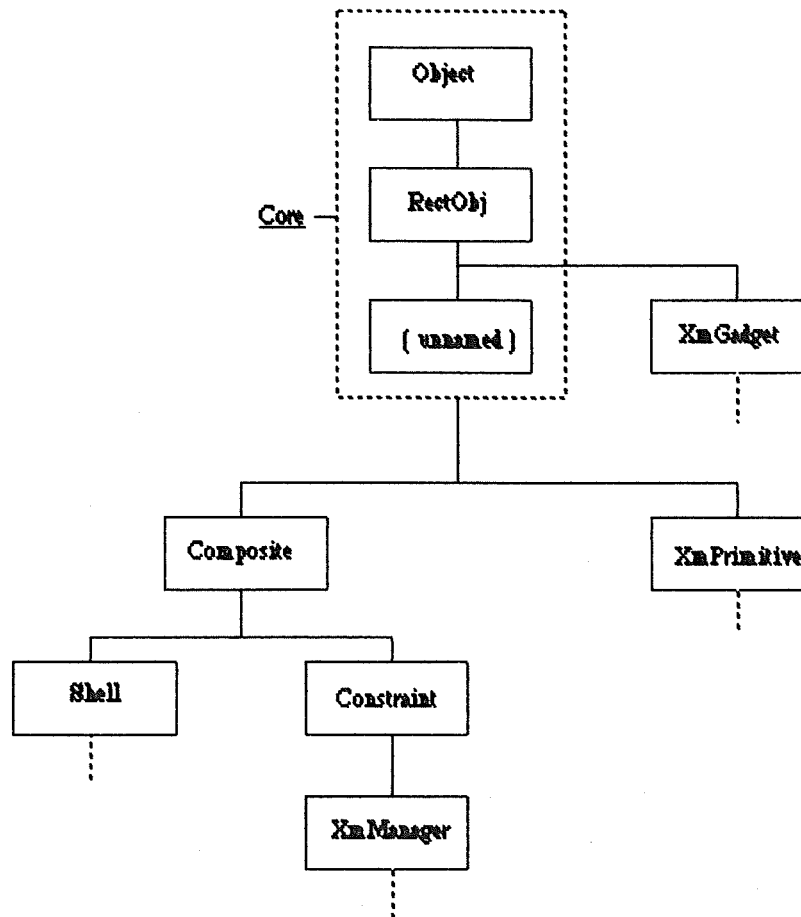 Object
RectObj
Core
( unnamed )
XmGadget
Composite
XmPrimitive
Shell
Constraint
XmManager